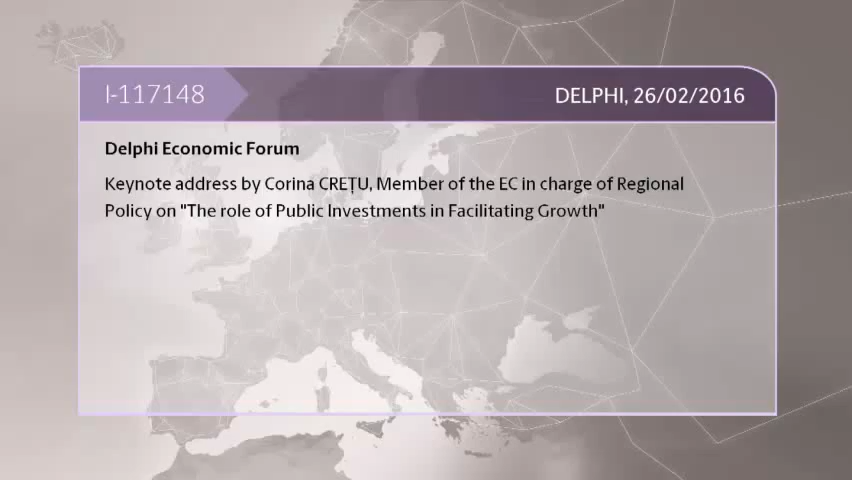 I-117148
DELPHI, 26/02/2016
Delphi Economic Forum
Keynote address by Corina CREȚU, Member of the EC in charge of Regional
Policy on "The role of Public Investments in Facilitating Growth"